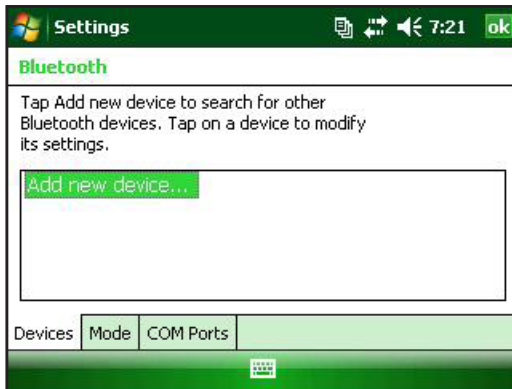 Settings 7:21 ok
Bluetooth
Tap Add new device to search for other
Bluetooth devices. Tap on a device to modify
its settings.
Add new device...
Devices Mode COM Ports